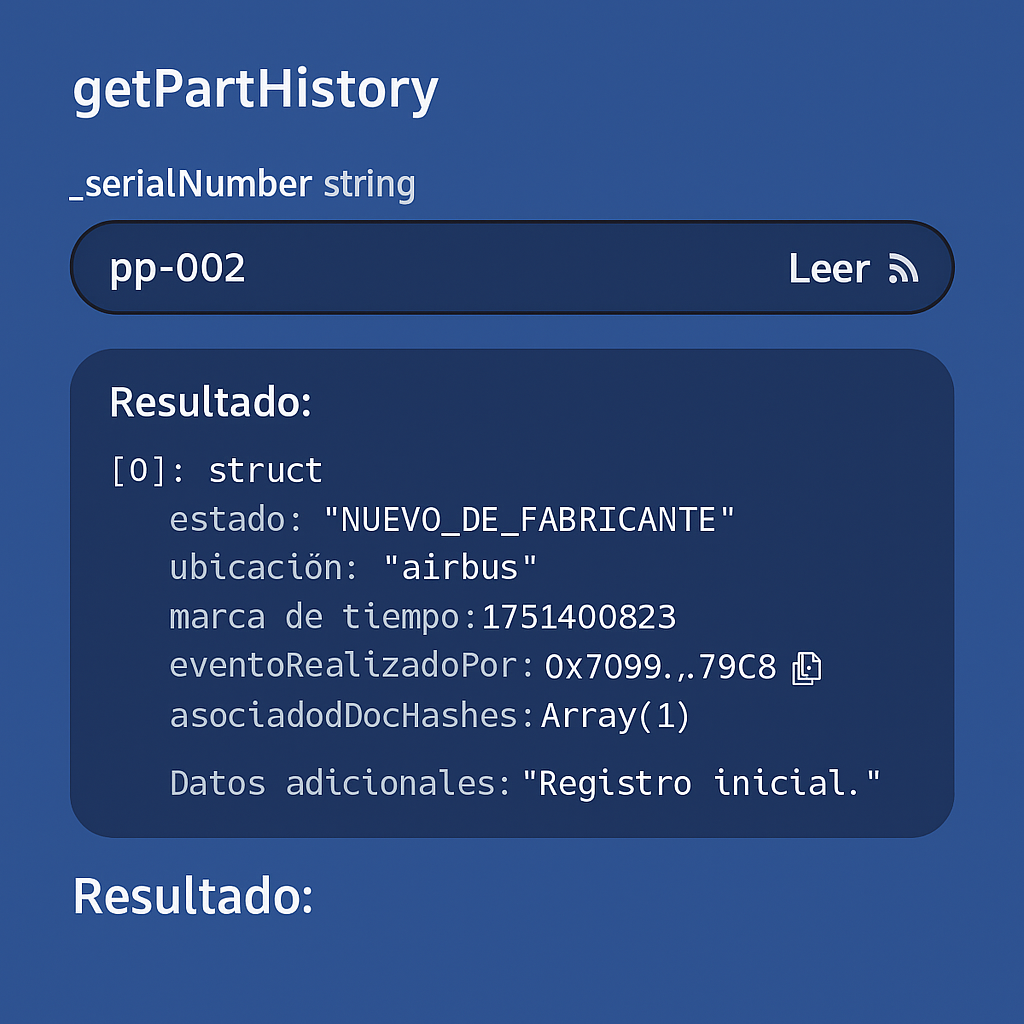 getPartHistory
_serialNumber string
pp-002
Leer
Resultado:
[0]: struct
estado: "NUEVO_DE_FABRICANTE"
ubicación: "airbus"
marca de tiempo:1751400823
eventoRealizadoPor: 0x7099.,.79C8
asociadodDocHashes: Array(1)
Datos adicionales: "Registro inicial."
Resultado: